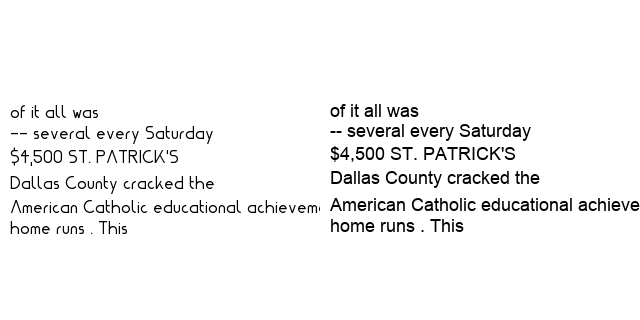 of it all was
-- several every Saturday
$4,500 ST. PATRICK'S
Dallas County cracked the
American Catholic educational achievem
home runs . This
of it all was
-- several every Saturday
$4,500 ST. PATRICK'S
Dallas County cracked the
American Catholic educational achieve
home runs . This